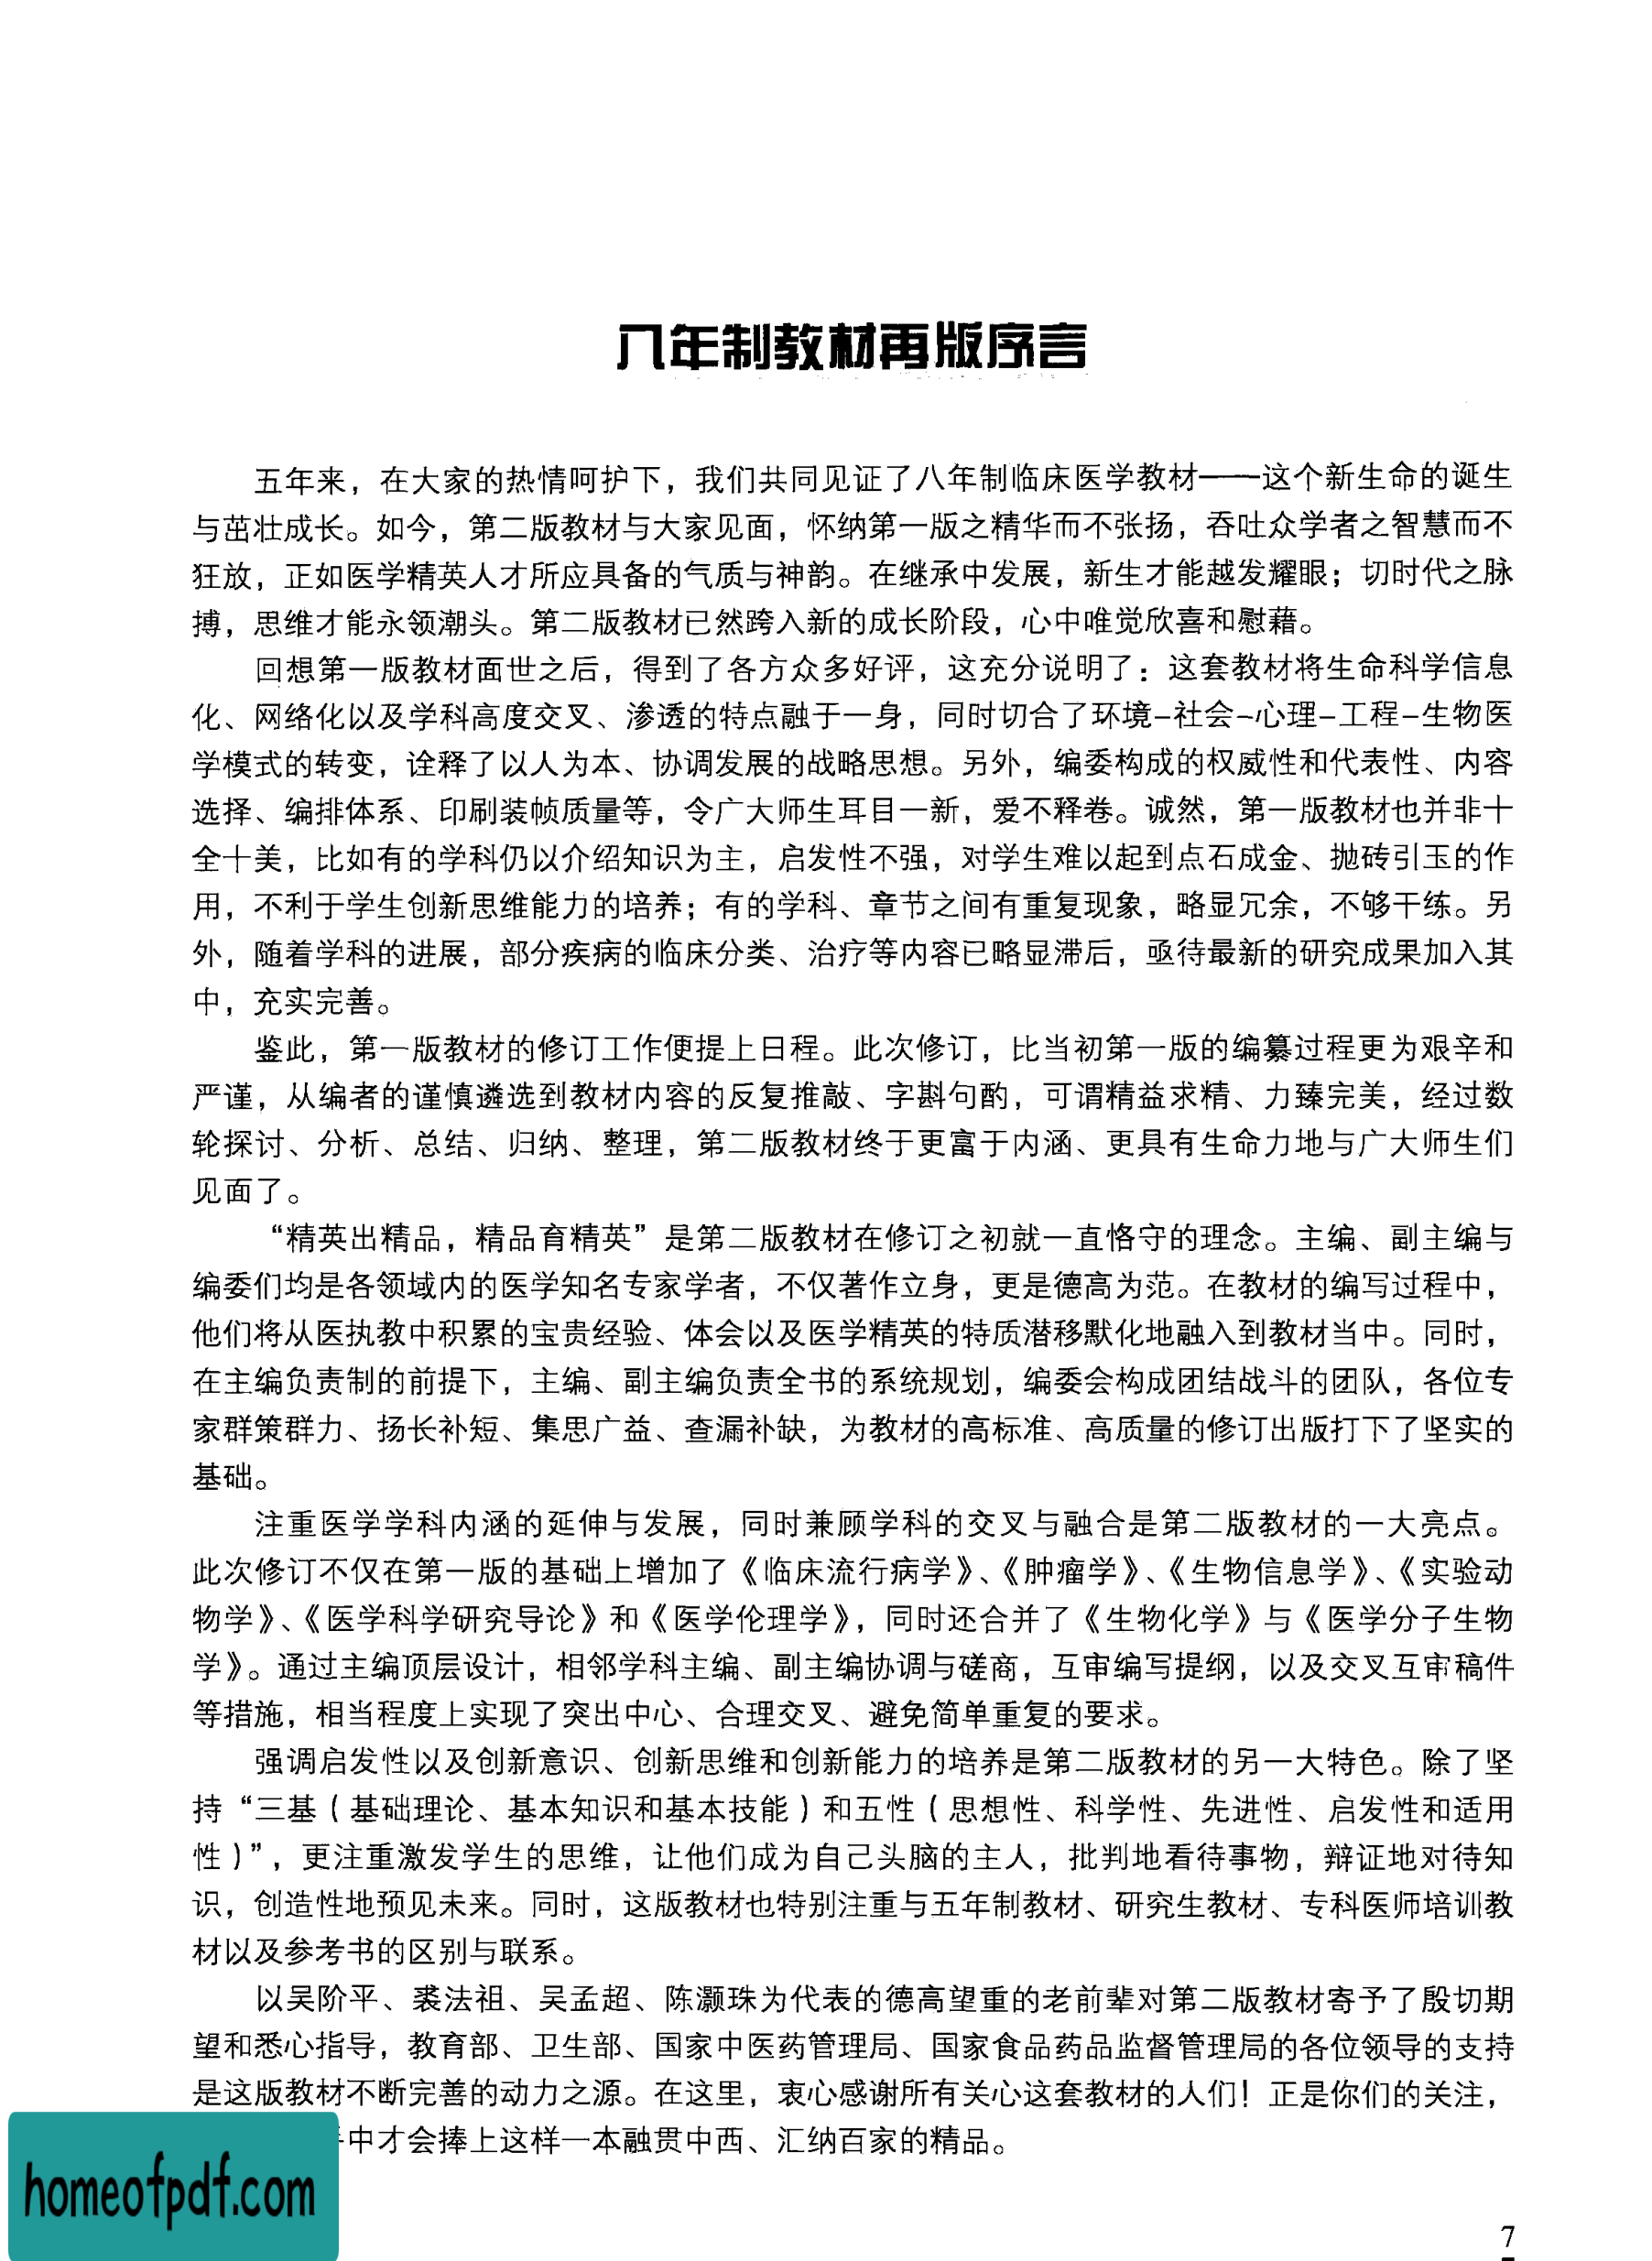 八年制教材再版序言
五年来，在大家的热情呵护下，我们共同见证了八年制临床医学教材——这个新生命的诞生
与茁壮成长。如今，第二版教材与大家见面，怀纳第一版之精华而不张扬，吞吐众学者之智慧而不
狂放，正如医学精英人才所应具备的气质与神韵。在继承中发展，新生才能越发耀眼；切时代之脉
搏，思维才能永领潮头。第二版教材已然跨入新的成长阶段，心中唯觉欣喜和慰藉。
回想第一版教材面世之后，得到了各方众多好评，这充分说明了：这套教材将生命科学信息
化、网络化以及学科高度交叉、渗透的特点融于一身，同时切合了环境–社会–心理–工程–生物医
学模式的转变，诠释了以人为本、协调发展的战略思想。另外，编委构成的权威性和代表性、内容
选择、编排体系、印刷装帧质量等，令广大师生耳目一新，爱不释卷。诚然，第一版教材也并非十
全十美，比如有的学科仍以介绍知识为主，启发性不强，对学生难以起到点石成金、抛砖引玉的作
用，不利于学生创新思维能力的培养；有的学科、章节之间有重复现象，略显冗余，不够干练。另
外，随着学科的进展，部分疾病的临床分类、治疗等内容已略显滞后，亟待最新的研究成果加入其
中，充实完善。
鉴此，第一版教材的修订工作便提上日程。此次修订，比当初第一版的编纂过程更为艰辛和
严谨，从编者的谨慎遴选到教材内容的反复推敲、字斟句酌，可谓精益求精、力臻完美，经过数
轮探讨、分析、总结、归纳、整理，第二版教材终于更富于内涵、更具有生命力地与广大师生们
见面了。
“精英出精品，精品育精英”是第二版教材在修订之初就一直恪守的理念。主编、副主编与
编委们均是各领域内的医学知名专家学者，不仅著作立身，更是德高为范。在教材的编写过程中，
他们将从医执教中积累的宝贵经验、体会以及医学精英的特质潜移默化地融入到教材当中。同时，
在主编负责制的前提下，主编、副主编负责全书的系统规划，编委会构成团结战斗的团队，各位专
家群策群力、扬长补短、集思广益、查漏补缺，为教材的高标准、高质量的修订出版打下了坚实的
基础。
注重医学学科内涵的延伸与发展，同时兼顾学科的交叉与融合是第二版教材的一大亮点。
此次修订不仅在第一版的基础上增加了《临床流行病学》、《肿瘤学》、《生物信息学》、《实验动
物学》、《医学科学研究导论》和《医学伦理学》，同时还合并了《生物化学》与《医学分子生物
学》。通过主编顶层设计，相邻学科主编、副主编协调与磋商，互审编写提纲，以及交叉互审稿件
等措施，相当程度上实现了突出中心、合理交叉、避免简单重复的要求。
强调启发性以及创新意识、创新思维和创新能力的培养是第二版教材的另一大特色。除了坚
持“三基（基础理论、基本知识和基本技能）和五性（思想性、科学性、先进性、启发性和适用
性）”，更注重激发学生的思维，让他们成为自己头脑的主人，批判地看待事物，辩证地对待知
识，创造性地预见未来。同时，这版教材也特别注重与五年制教材、研究生教材、专科医师培训教
材以及参考书的区别与联系。
以吴阶平、裘法祖、吴孟超、陈灏珠为代表的德高望重的老前辈对第二版教材寄予了殷切期
望和悉心指导，教育部、卫生部、国家中医药管理局、国家食品药品监督管理局的各位领导的支持
是这版教材不断完善的动力之源。在这里，衷心感谢所有关心这套教材的人们！正是你们的关注，
中才会捧上这样一本融贯中西、汇纳百家的精品。
homeofpdf.com
7